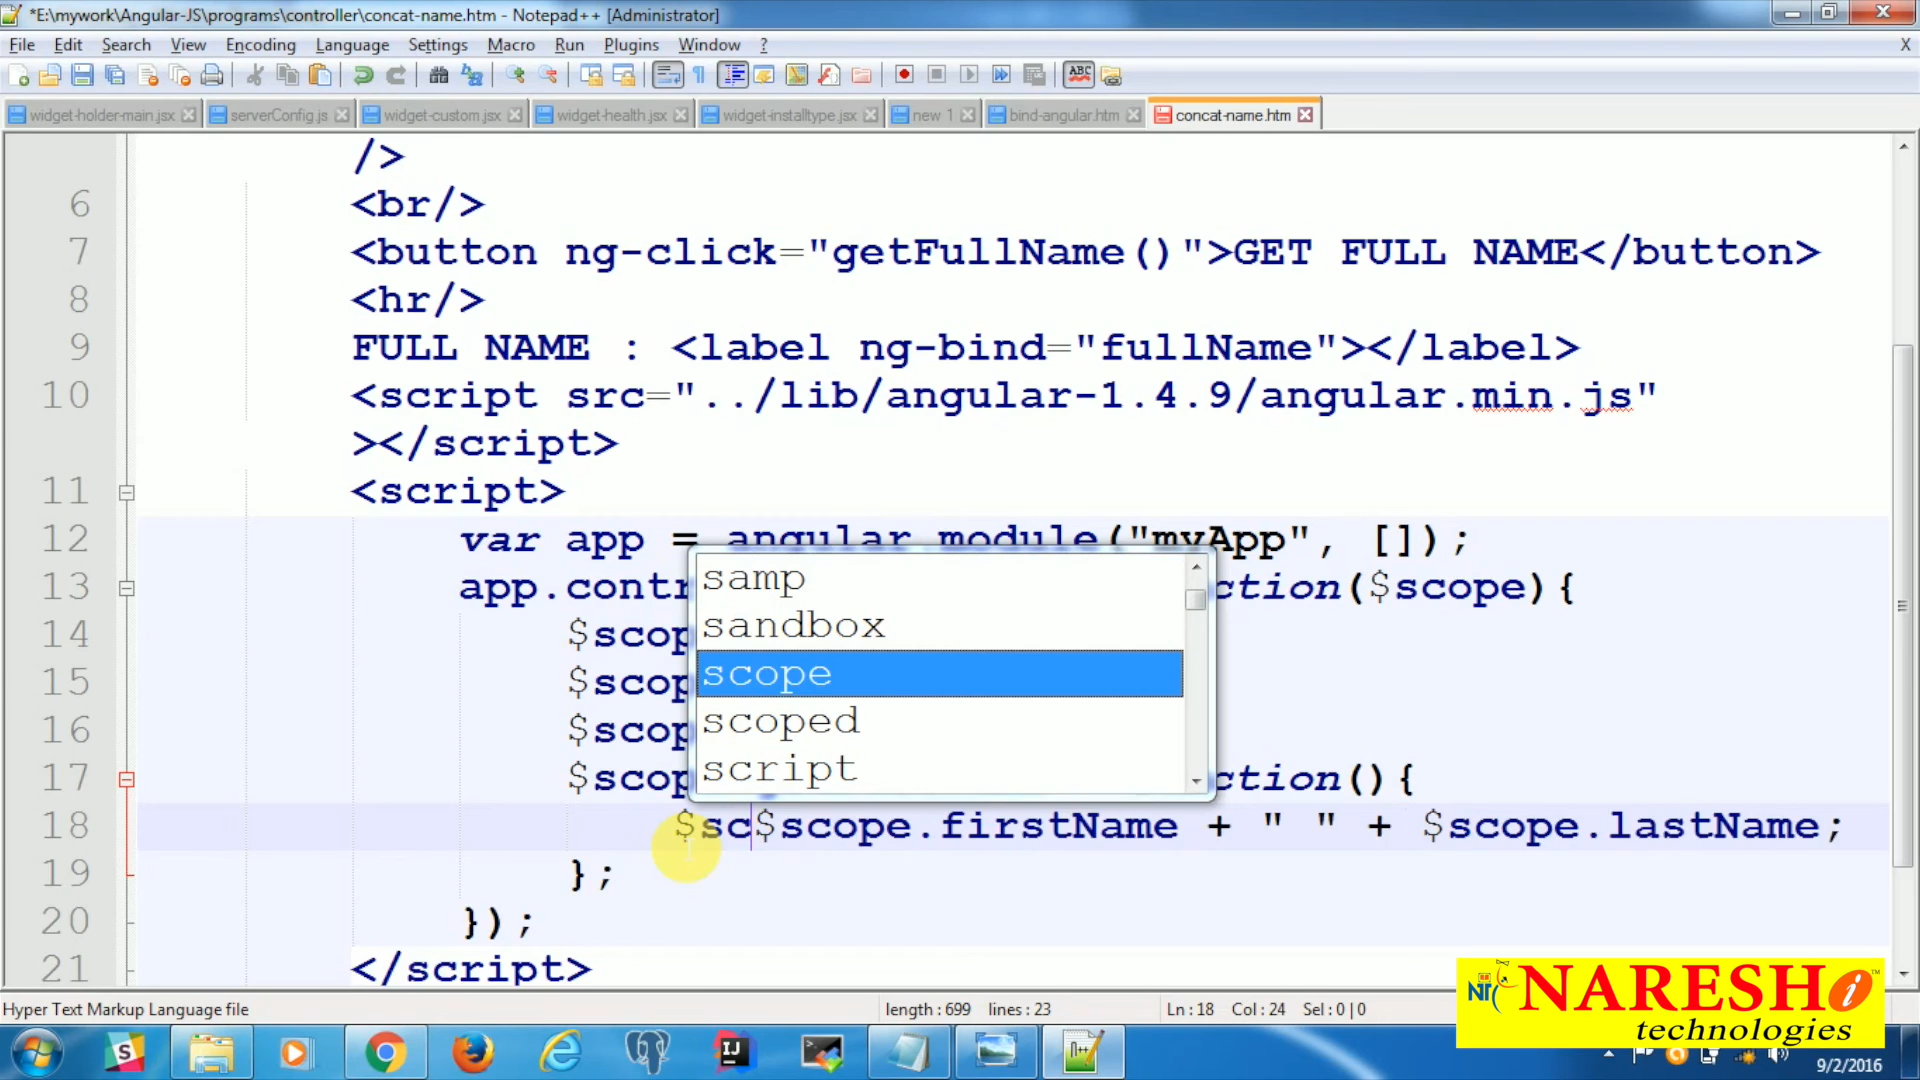 *E:\mywork\Angular-JS\programs\controller\concat-name.htm - Notepad++ [Administrator]
File Edit Search View Encoding Language Settings Macro Run Plugins Window ? X
ABC
widget-holder-main.jsx serverConfig.js widget-custom.jsx widget-health.jsx widget-installtype.jsx new 1 bind-angular.htm concat-name.htm
/>
6 <br/>
7 <button ng-click="getFullName()">GET FULL NAME</button>
8 <hr/>
9 FULL NAME : <label ng-bind="fullName"></label>
10 <script src="../lib/angular-1.4.9/angular.min.js"
></script>
11 <script>
12 var app = angular.module("myApp", []);
13 app.contr ction($scope){
14 $scop
15 $scop
16 $scop
17 $scop ction(){
samp
sandbox
scope
scoped
script
18 $sc$scope.firstName + " " + $scope.lastName;
19 };
20 });
21 </script>
Hyper Text Markup Language file length : 699 lines : 23 Ln : 18 Col : 24 Sel : 0 | 0
NARESH i
technologies
9/2/2016